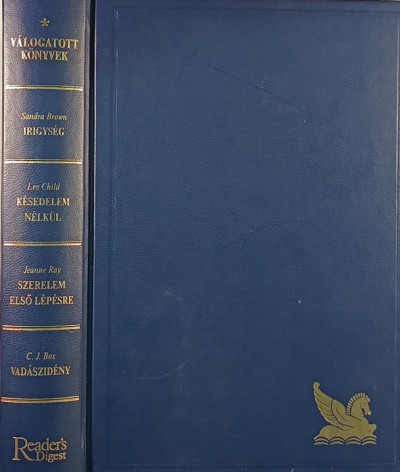 *
VÁLOGATOTT
KÖNYVEK
Sandra Brown
IRIGYSÉG
Lee Child
KÉSEDELEM
NÉLKÜL
Jeanne Ray
SZERELEM
ELSŐ LÉPÉSRE
C. J. Box
VADÁSZIDÉNY
Reader's
Digest